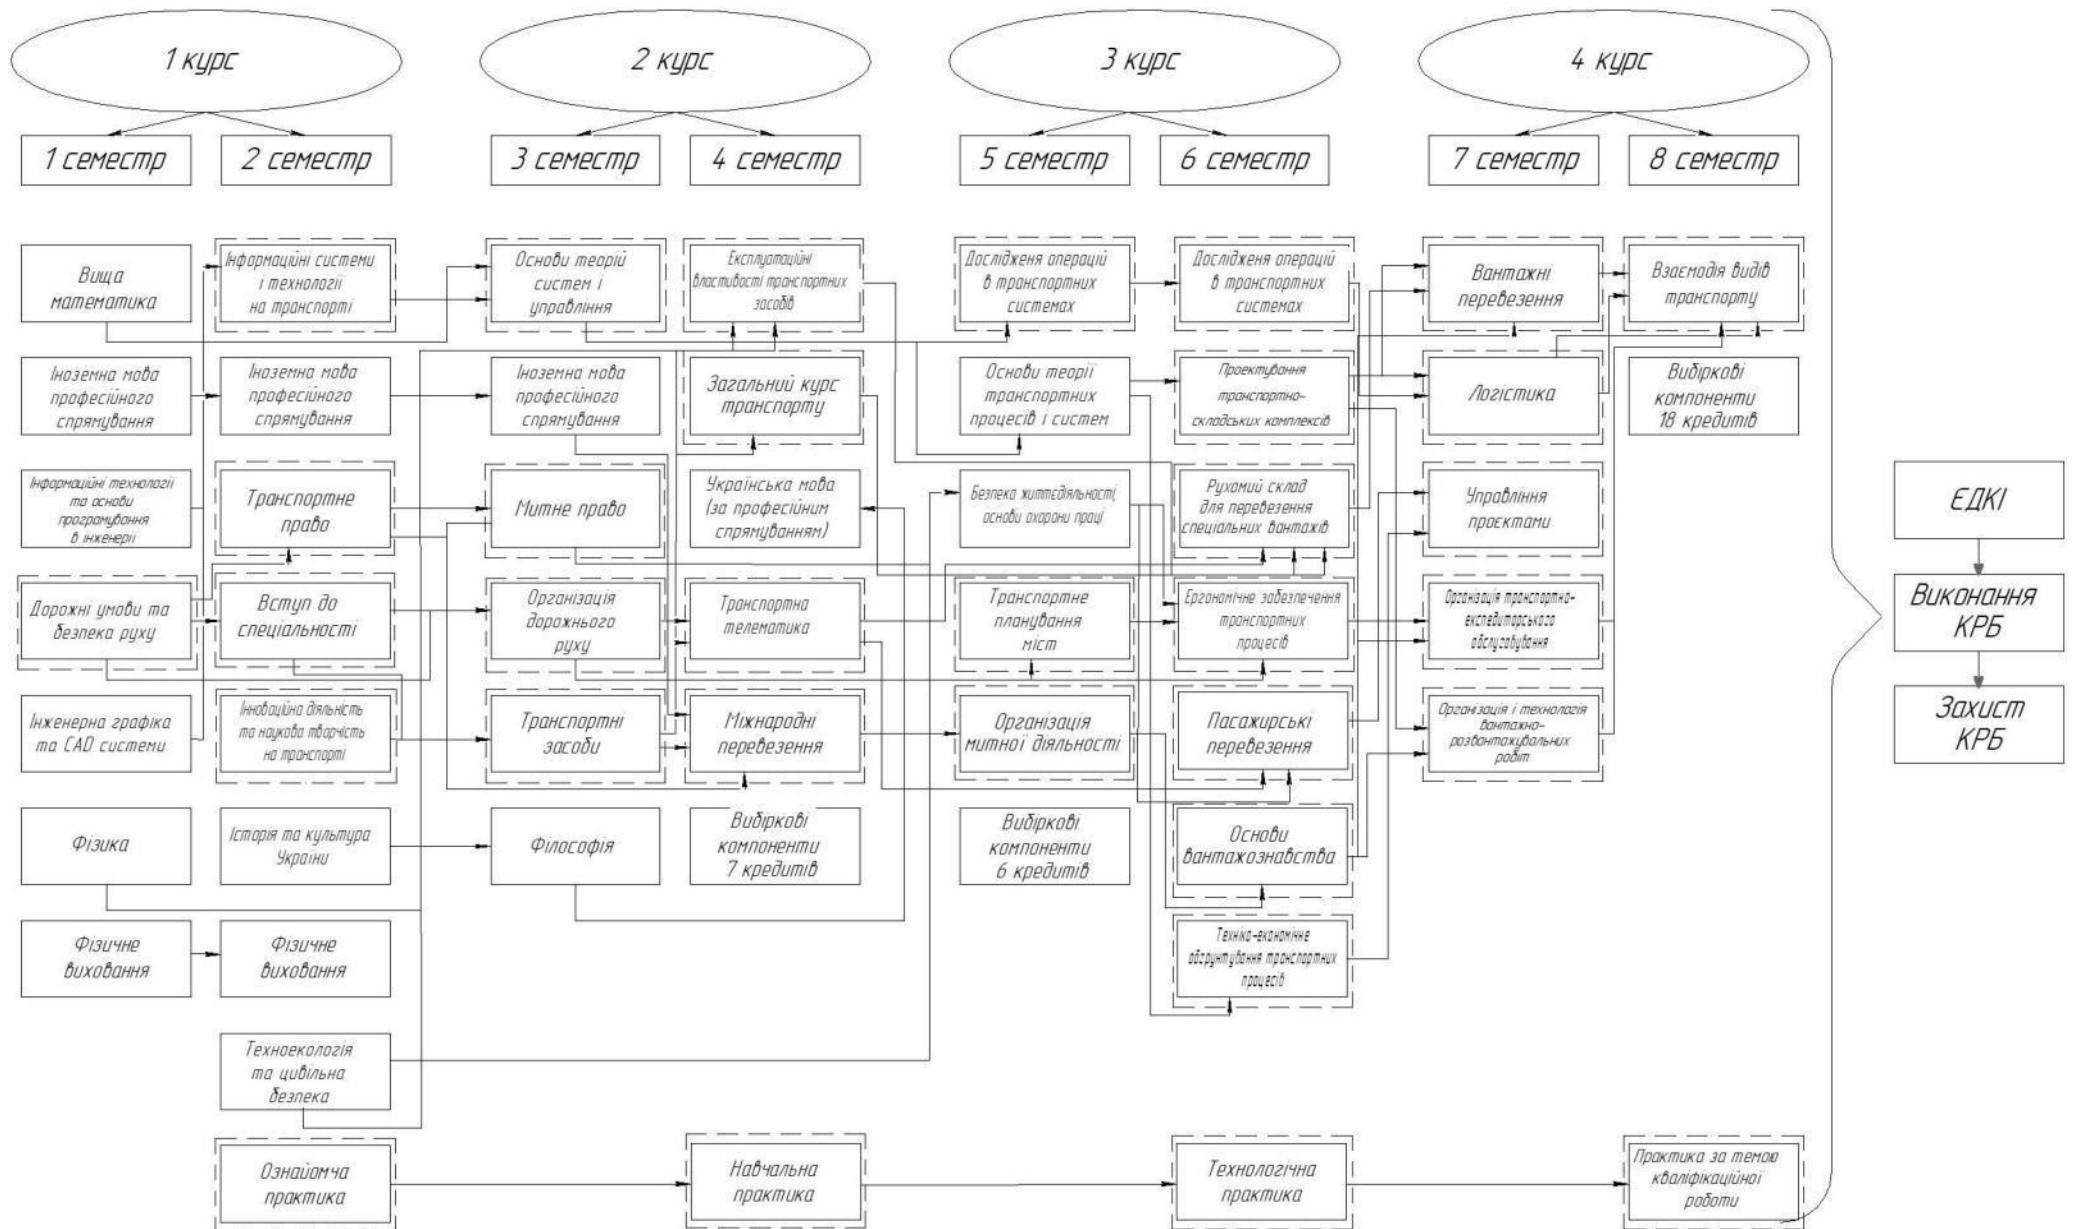 1 курс
2 курс
3 курс
4 курс
1 семестр
2 семестр
3 семестр
4 семестр
5 семестр
6 семестр
7 семестр
8 семестр
Вища
математика
Інформаційні системи
і технології
на транспорті
Основи теорій
систем і
управління
Експлуатаційні
властивості транспортних
засобів
Досліджєня операцій
в транспортних
системах
Досліджєня операцій
в транспортних
системах
Вантажні
перевезення
Взаємодія видів
транспорту
Іноземна мова
професійного
спрямування
Іноземна мова
професійного
спрямування
Іноземна мова
професійного
спрямування
Загальний курс
транспорту
Основи теорії
транспортних
процесів і систем
Проектування
транспортно-
складських комплексів
Логістика
Вибіркові
компоненти
18 кредитів
Інформаційні технології
та основи
програмування
в інженерії
Транспортне
право
Митне право
Українська мова
(за професійним
спрямуванням)
Безпека життєдіяльності,
основи охорони праці
Рухомий склад
для перевезення
спеціальних вантажів
Управління
проєктами
ЄДКІ
Дорожні умови та
безпека руху
Вступ до
спеціальності
Організація
дорожнього
руху
Транспортна
телематика
Транспортне
планування
міст
Ергономічне забезпечення
транспортних
процесів
Організація транспортно-
експедиторського
обслуговування
Виконання
КРБ
Інженерна графіка
та CAD системи
Інноваційна діяльність
та наукова творчість
на транспорті
Транспортні
засоби
Міжнародні
перевезення
Організація
митної діяльності
Пасажирські
перевезення
Організація і технологія
вантажно-
розвантажувальних
робіт
Захист
КРБ
Фізика
Історія та культура
України
Філософія
Вибіркові
компоненти
7 кредитів
Вибіркові
компоненти
6 кредитів
Основи
вантажознавства
Фізичне
виховання
Фізичне
виховання
Техніко-економічне
обґрунтування транспортних
процесів
Техноекологія
та цивільна
безпека
Ознайомча
практика
Навчальна
практика
Технологічна
практика
Практика за темою
кваліфікаційної
роботи